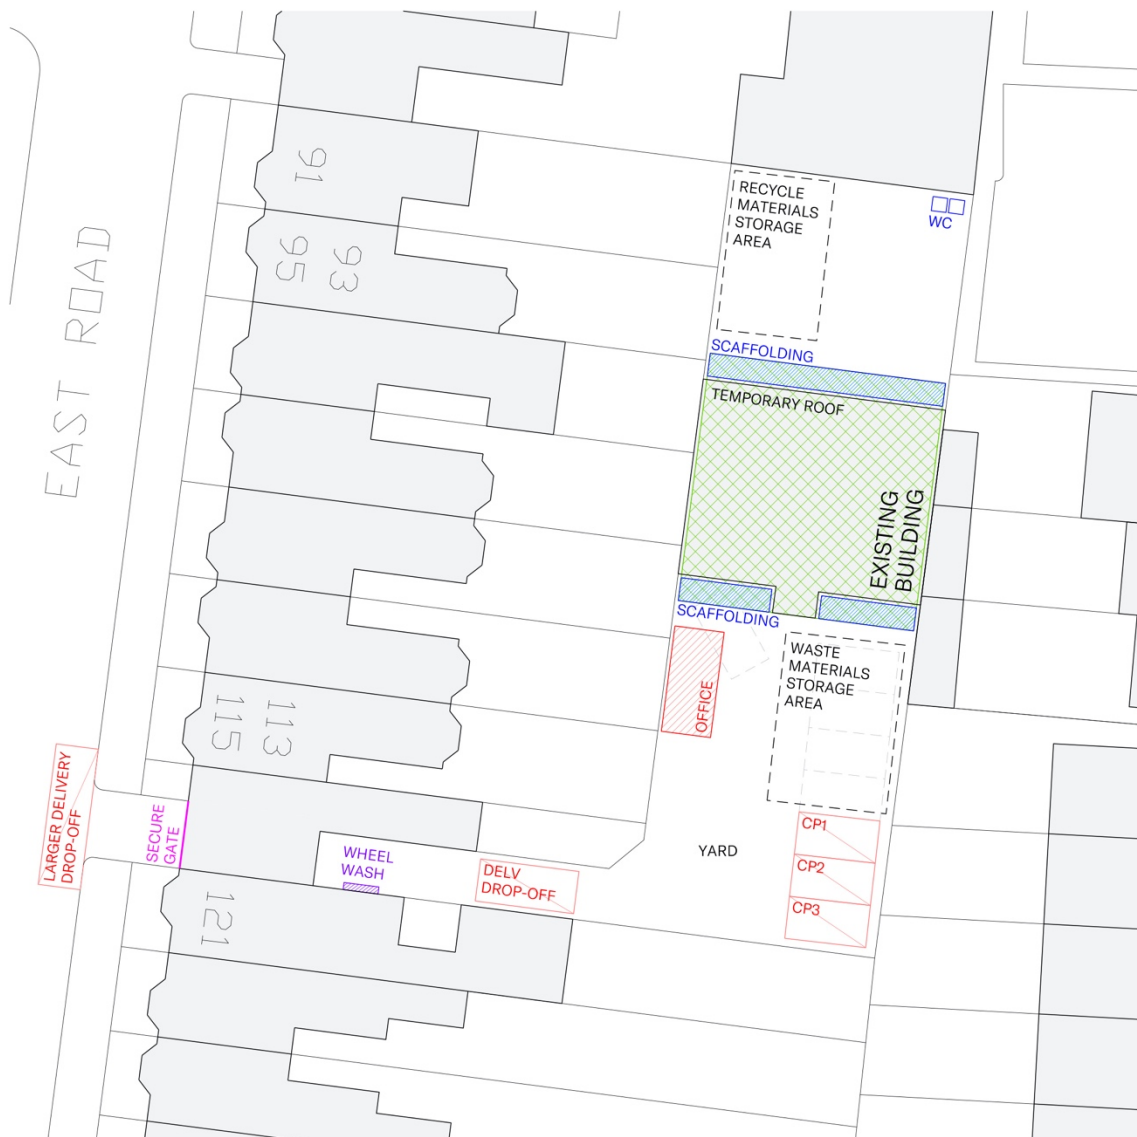 91
95
93
EAST ROAD
RECYCLE
MATERIALS
STORAGE
AREA
WC
SCAFFOLDING
TEMPORARY ROOF
EXISTING
BUILDING
SCAFFOLDING
OFFICE
WASTE
MATERIALS
STORAGE
AREA
115
113
LARGER DELIVERY
DROP-OFF
SECURE
GATE
WHEEL
WASH
DELV
DROP-OFF
YARD
CP1
CP2
CP3
121